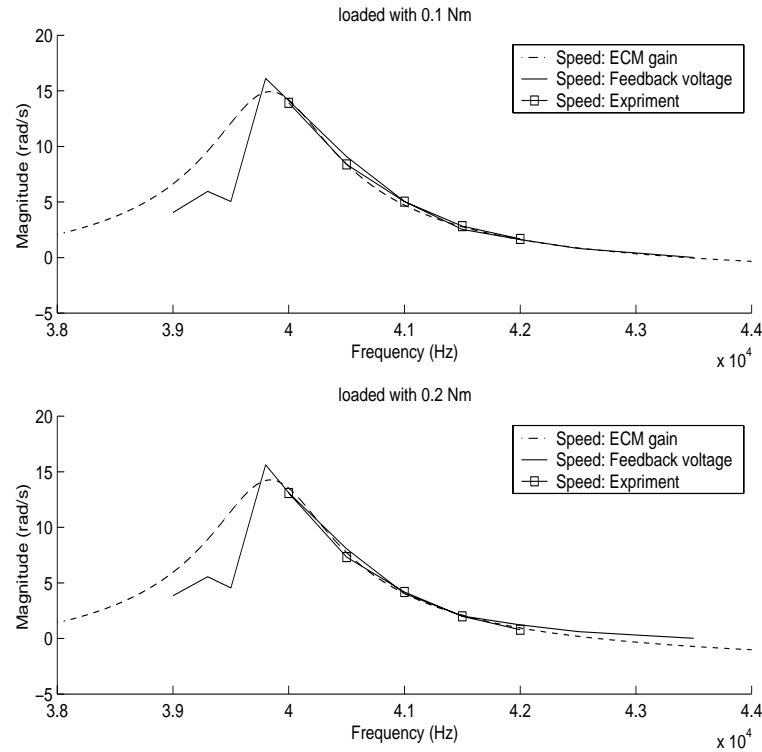 loaded with 0.1 Nm
20
15
10
5
0
−5
Magnitude (rad/s)
Speed: ECM gain
Speed: Feedback voltage
Speed: Expriment
3.8 3.9 4 4.1 4.2 4.3 4.4
Frequency (Hz)
x 10^4
loaded with 0.2 Nm
20
15
10
5
0
−5
Magnitude (rad/s)
Speed: ECM gain
Speed: Feedback voltage
Speed: Expriment
3.8 3.9 4 4.1 4.2 4.3 4.4
Frequency (Hz)
x 10^4